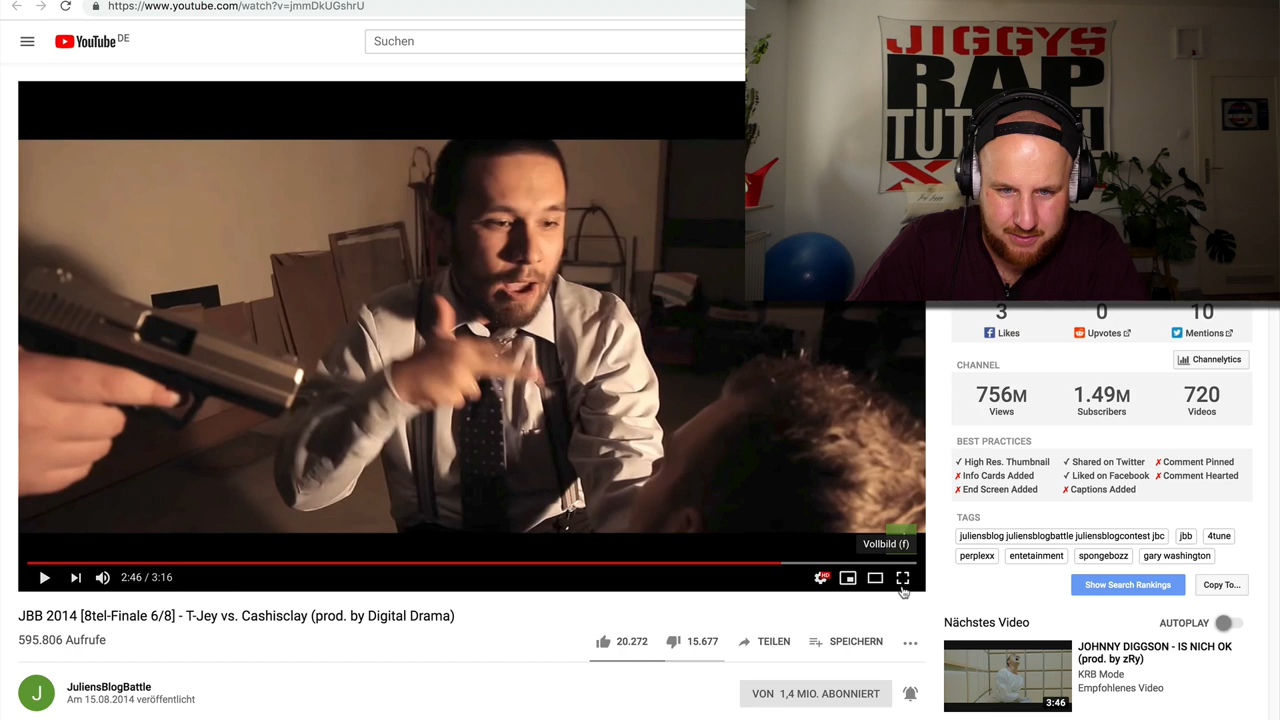 https://www.youtube.com/watch?v=jmmDkUGshrU
YouTube DE
Suchen
JIGGYS
RAP
Vollbild (f)
2:46 / 3:16
HD
JBB 2014 [8tel-Finale 6/8] - T-Jey vs. Cashisclay (prod. by Digital Drama)
595.806 Aufrufe
20.272
15.677
TEILEN
SPEICHERN
J
JuliensBlogBattle
Am 15.08.2014 veröffentlicht
VON 1,4 MIO. ABONNIERT
3 0 10
Likes Upvotes Mentions
CHANNEL
Channelytics
756M 1.49M 720
Views Subscribers Videos
BEST PRACTICES
✓ High Res. Thumbnail ✓ Shared on Twitter ✗ Comment Pinned
✗ Info Cards Added ✓ Liked on Facebook ✗ Comment Hearted
✗ End Screen Added ✗ Captions Added
TAGS
juliensblog juliensblogbattle juliensblogcontest jbc jbb 4tune
perplexx entetainment spongebozz gary washington
Show Search Rankings
Copy To...
Nächstes Video
AUTOPLAY
JOHNNY DIGGSON - IS NICH OK
(prod. by zRy)
KRB Mode
Empfohlenes Video
3:46